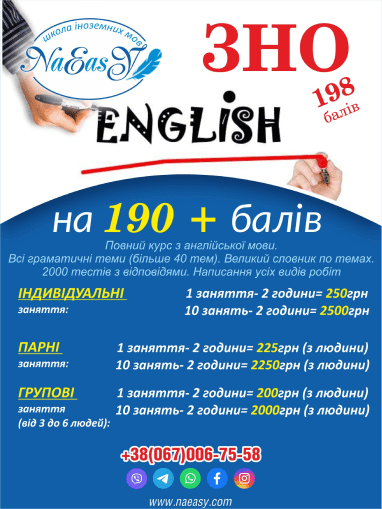 школа іноземних мов
NaEasy
ЗНО
198
балів
ENGLISH
на 190 + балів
Повний курс з англійської мови.
Всі граматичні теми (більше 40 тем). Великий словник по темах.
2000 тестів з відповідями. Написання усіх видів робіт
ІНДИВІДУАЛЬНІ 1 заняття- 2 години= 250грн
заняття: 10 занять- 2 години= 2500грн
ПАРНІ 1 заняття- 2 години= 225грн (з людини)
заняття: 10 занять- 2 години= 2250грн (з людини)
ГРУПОВІ 1 заняття- 2 години= 200грн (з людини)
заняття 10 занять- 2 години= 2000грн (з людини)
(від 3 до 6 людей):
+38(067)006-75-58
www.naeasy.com